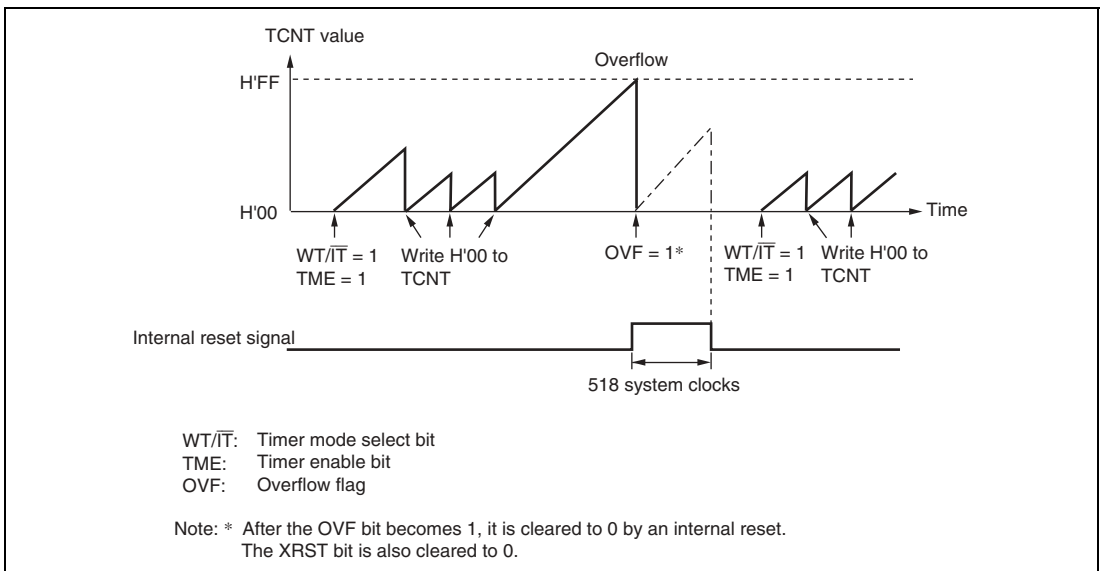 TCNT value
Overflow
H'FF
H'00
Time
WT/I̅T̅ = 1
TME = 1
Write H'00 to
TCNT
OVF = 1*
WT/I̅T̅ = 1
TME = 1
Write H'00 to
TCNT
Internal reset signal
518 system clocks
WT/I̅T̅: Timer mode select bit
TME: Timer enable bit
OVF: Overflow flag
Note: * After the OVF bit becomes 1, it is cleared to 0 by an internal reset.
The XRST bit is also cleared to 0.